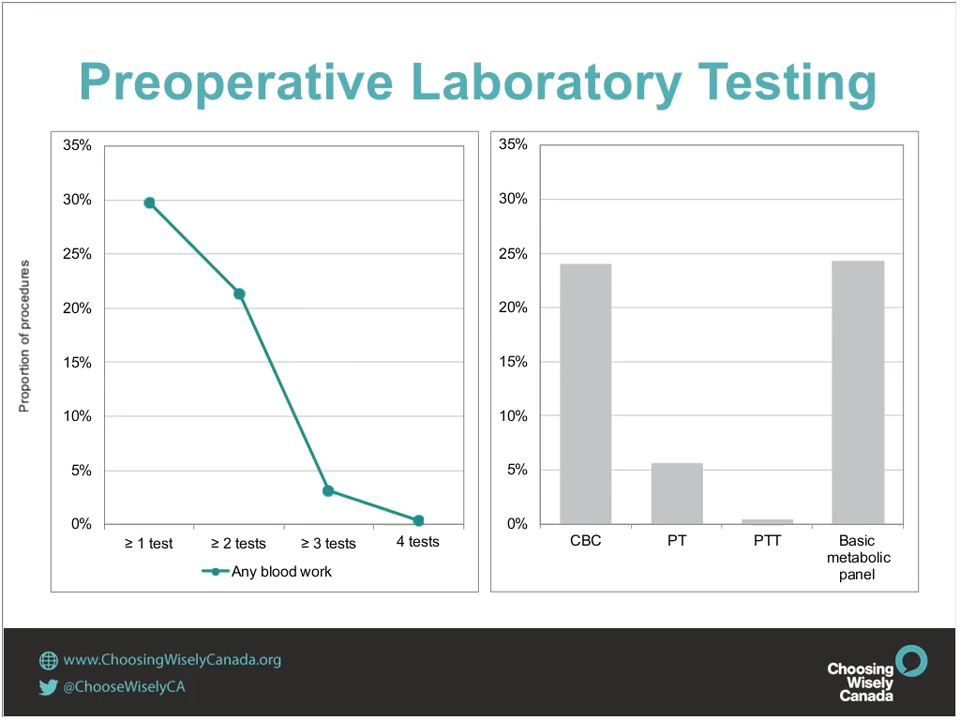 Preoperative Laboratory Testing
Proportion of procedures
35%
30%
25%
20%
15%
10%
5%
0%
≥ 1 test
≥ 2 tests
≥ 3 tests
4 tests
Any blood work
35%
30%
25%
20%
15%
10%
5%
0%
CBC
PT
PTT
Basic
metabolic
panel
www.ChoosingWiselyCanada.org
@ChooseWiselyCA
Choosing
Wisely
Canada